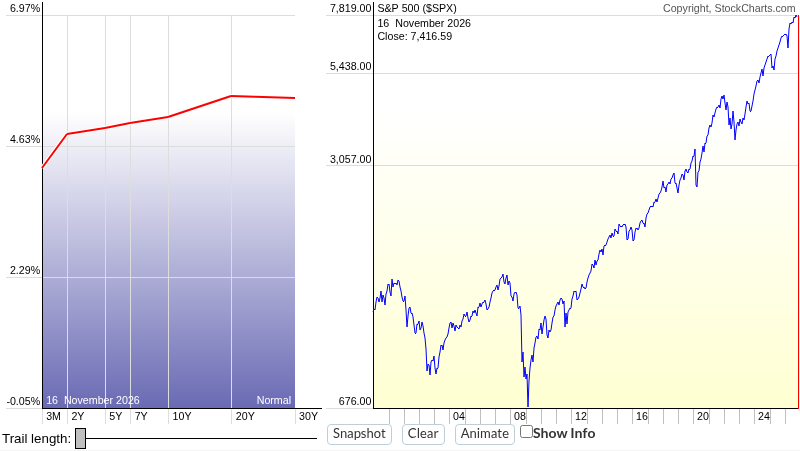 6.97%
4.63%
2.29%
-0.05%
16 November 2026
Normal
3M 2Y 5Y 7Y 10Y 20Y 30Y
Trail length:
S&P 500 ($SPX)
Copyright, StockCharts.com
16 November 2026
Close: 7,416.59
7,819.00
5,438.00
3,057.00
676.00
04 08 12 16 20 24
Snapshot Clear Animate Show Info